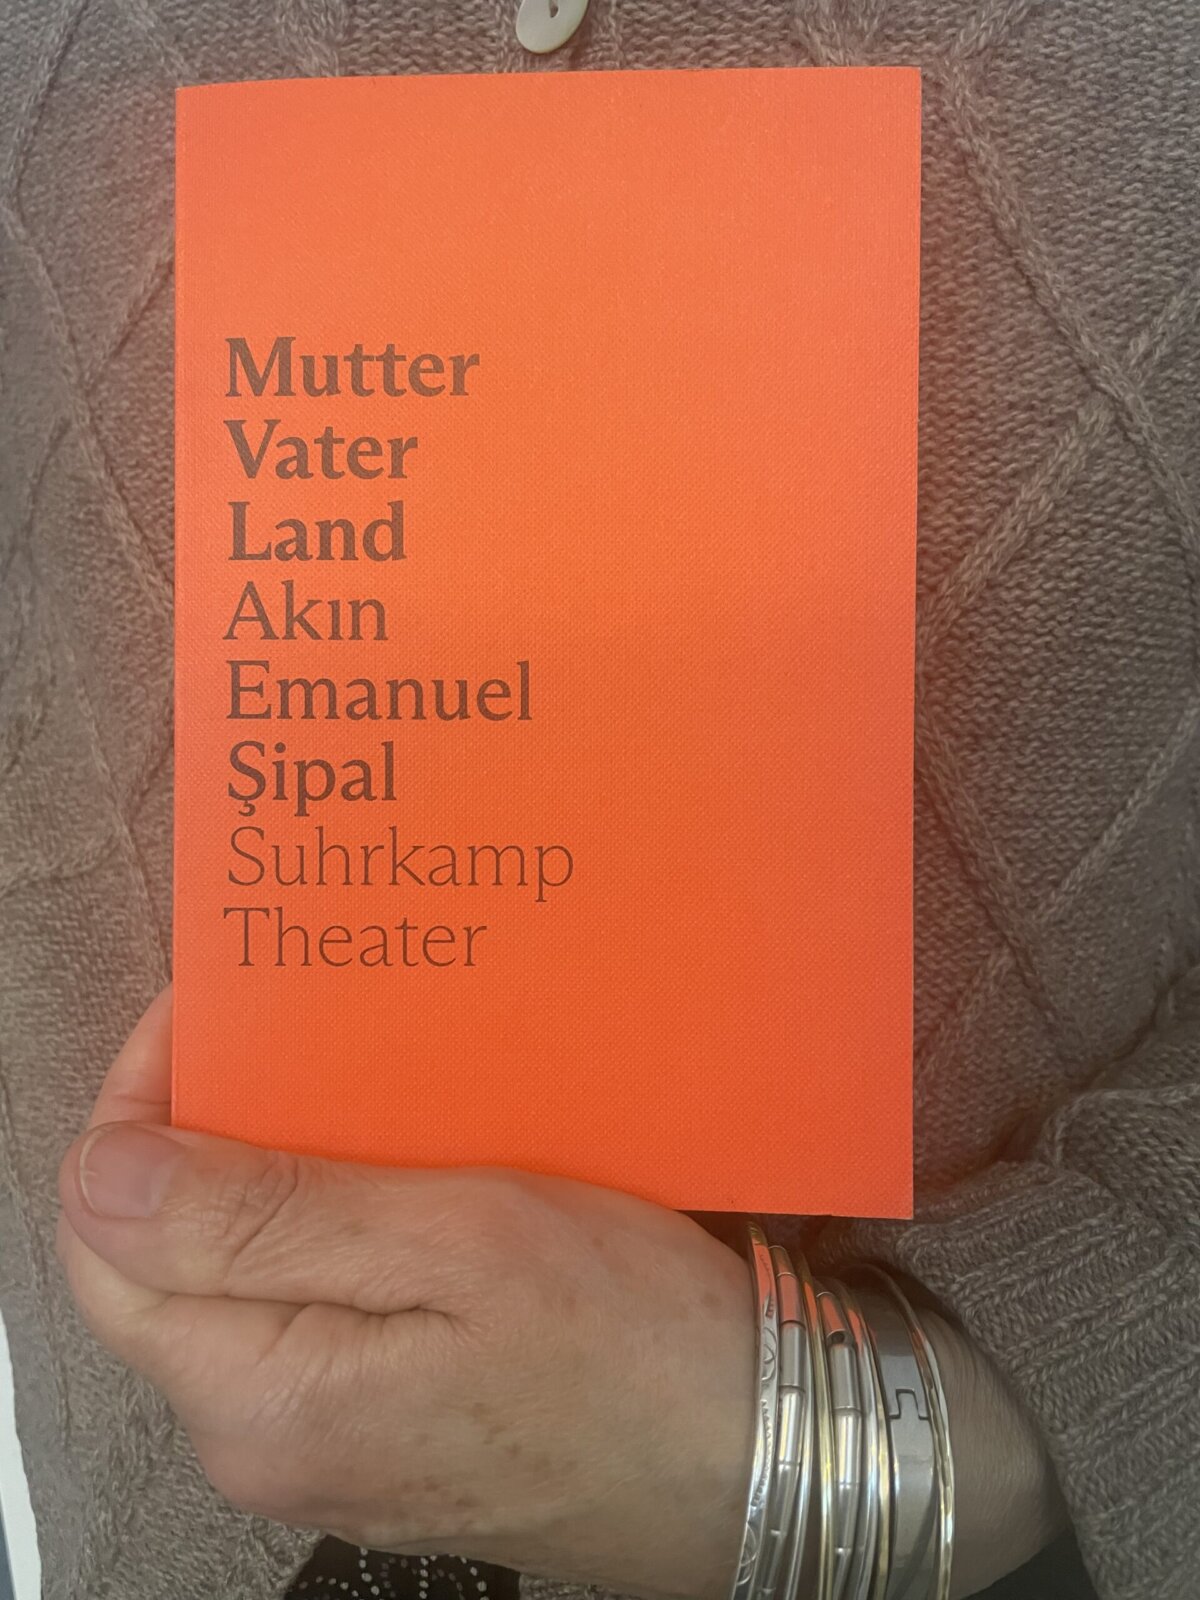 Mutter
Vater
Land
Akın
Emanuel
Şipal
Suhrkamp
Theater